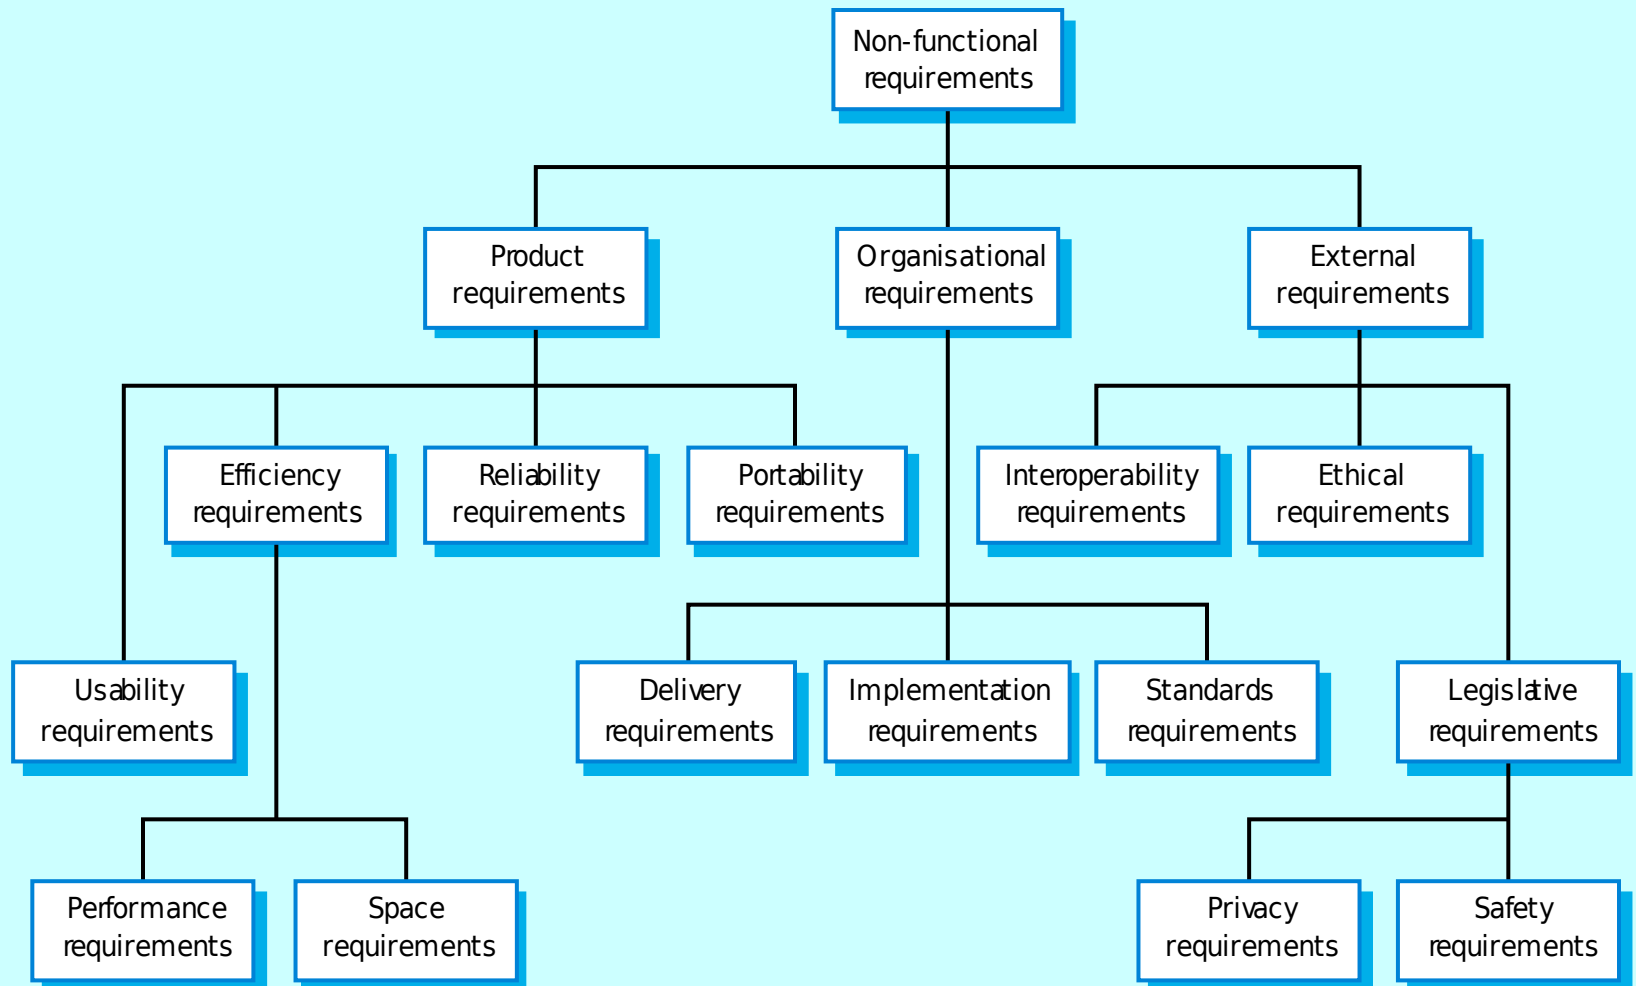 Non-functional
requirements
Product
requirements
Organisational
requirements
External
requirements
Efficiency
requirements
Reliability
requirements
Portability
requirements
Interoperability
requirements
Ethical
requirements
Usability
requirements
Delivery
requirements
Implementation
requirements
Standards
requirements
Legislative
requirements
Performance
requirements
Space
requirements
Privacy
requirements
Safety
requirements